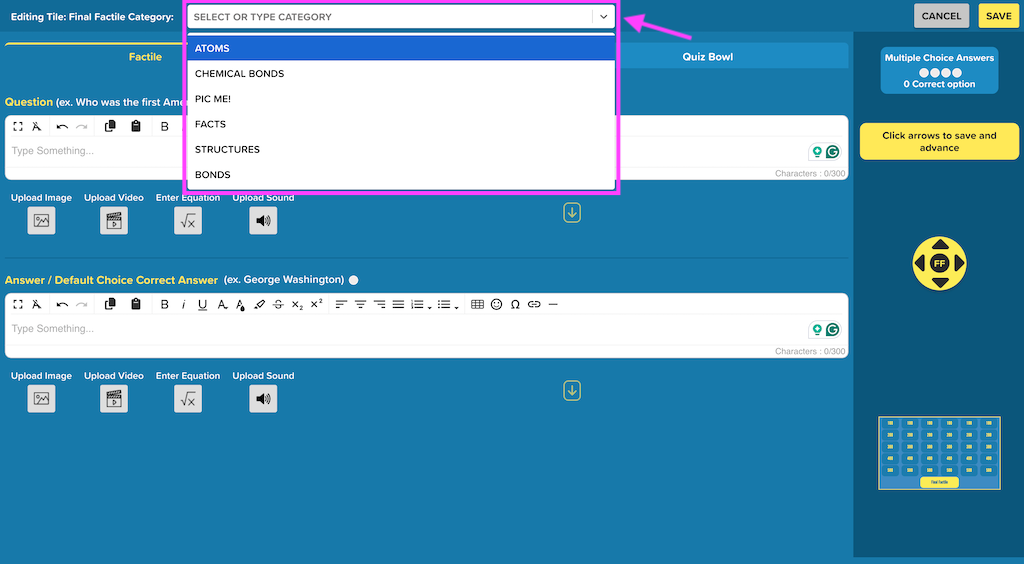 Editing Tile: Final Factile Category:
SELECT OR TYPE CATEGORY
CANCEL
SAVE
ATOMS
CHEMICAL BONDS
PIC ME!
FACTS
STRUCTURES
BONDS
Factile
Quiz Bowl
Multiple Choice Answers
0 Correct option
Question (ex. Who was the first Ame
B
Type Something...
Characters : 0/300
Click arrows to save and
advance
Upload Image Upload Video Enter Equation Upload Sound
√x
FF
Answer / Default Choice Correct Answer (ex. George Washington)
B i U A A S X2 X2 Ω
Type Something...
Characters : 0/300
Upload Image Upload Video Enter Equation Upload Sound
√x
Final Factile